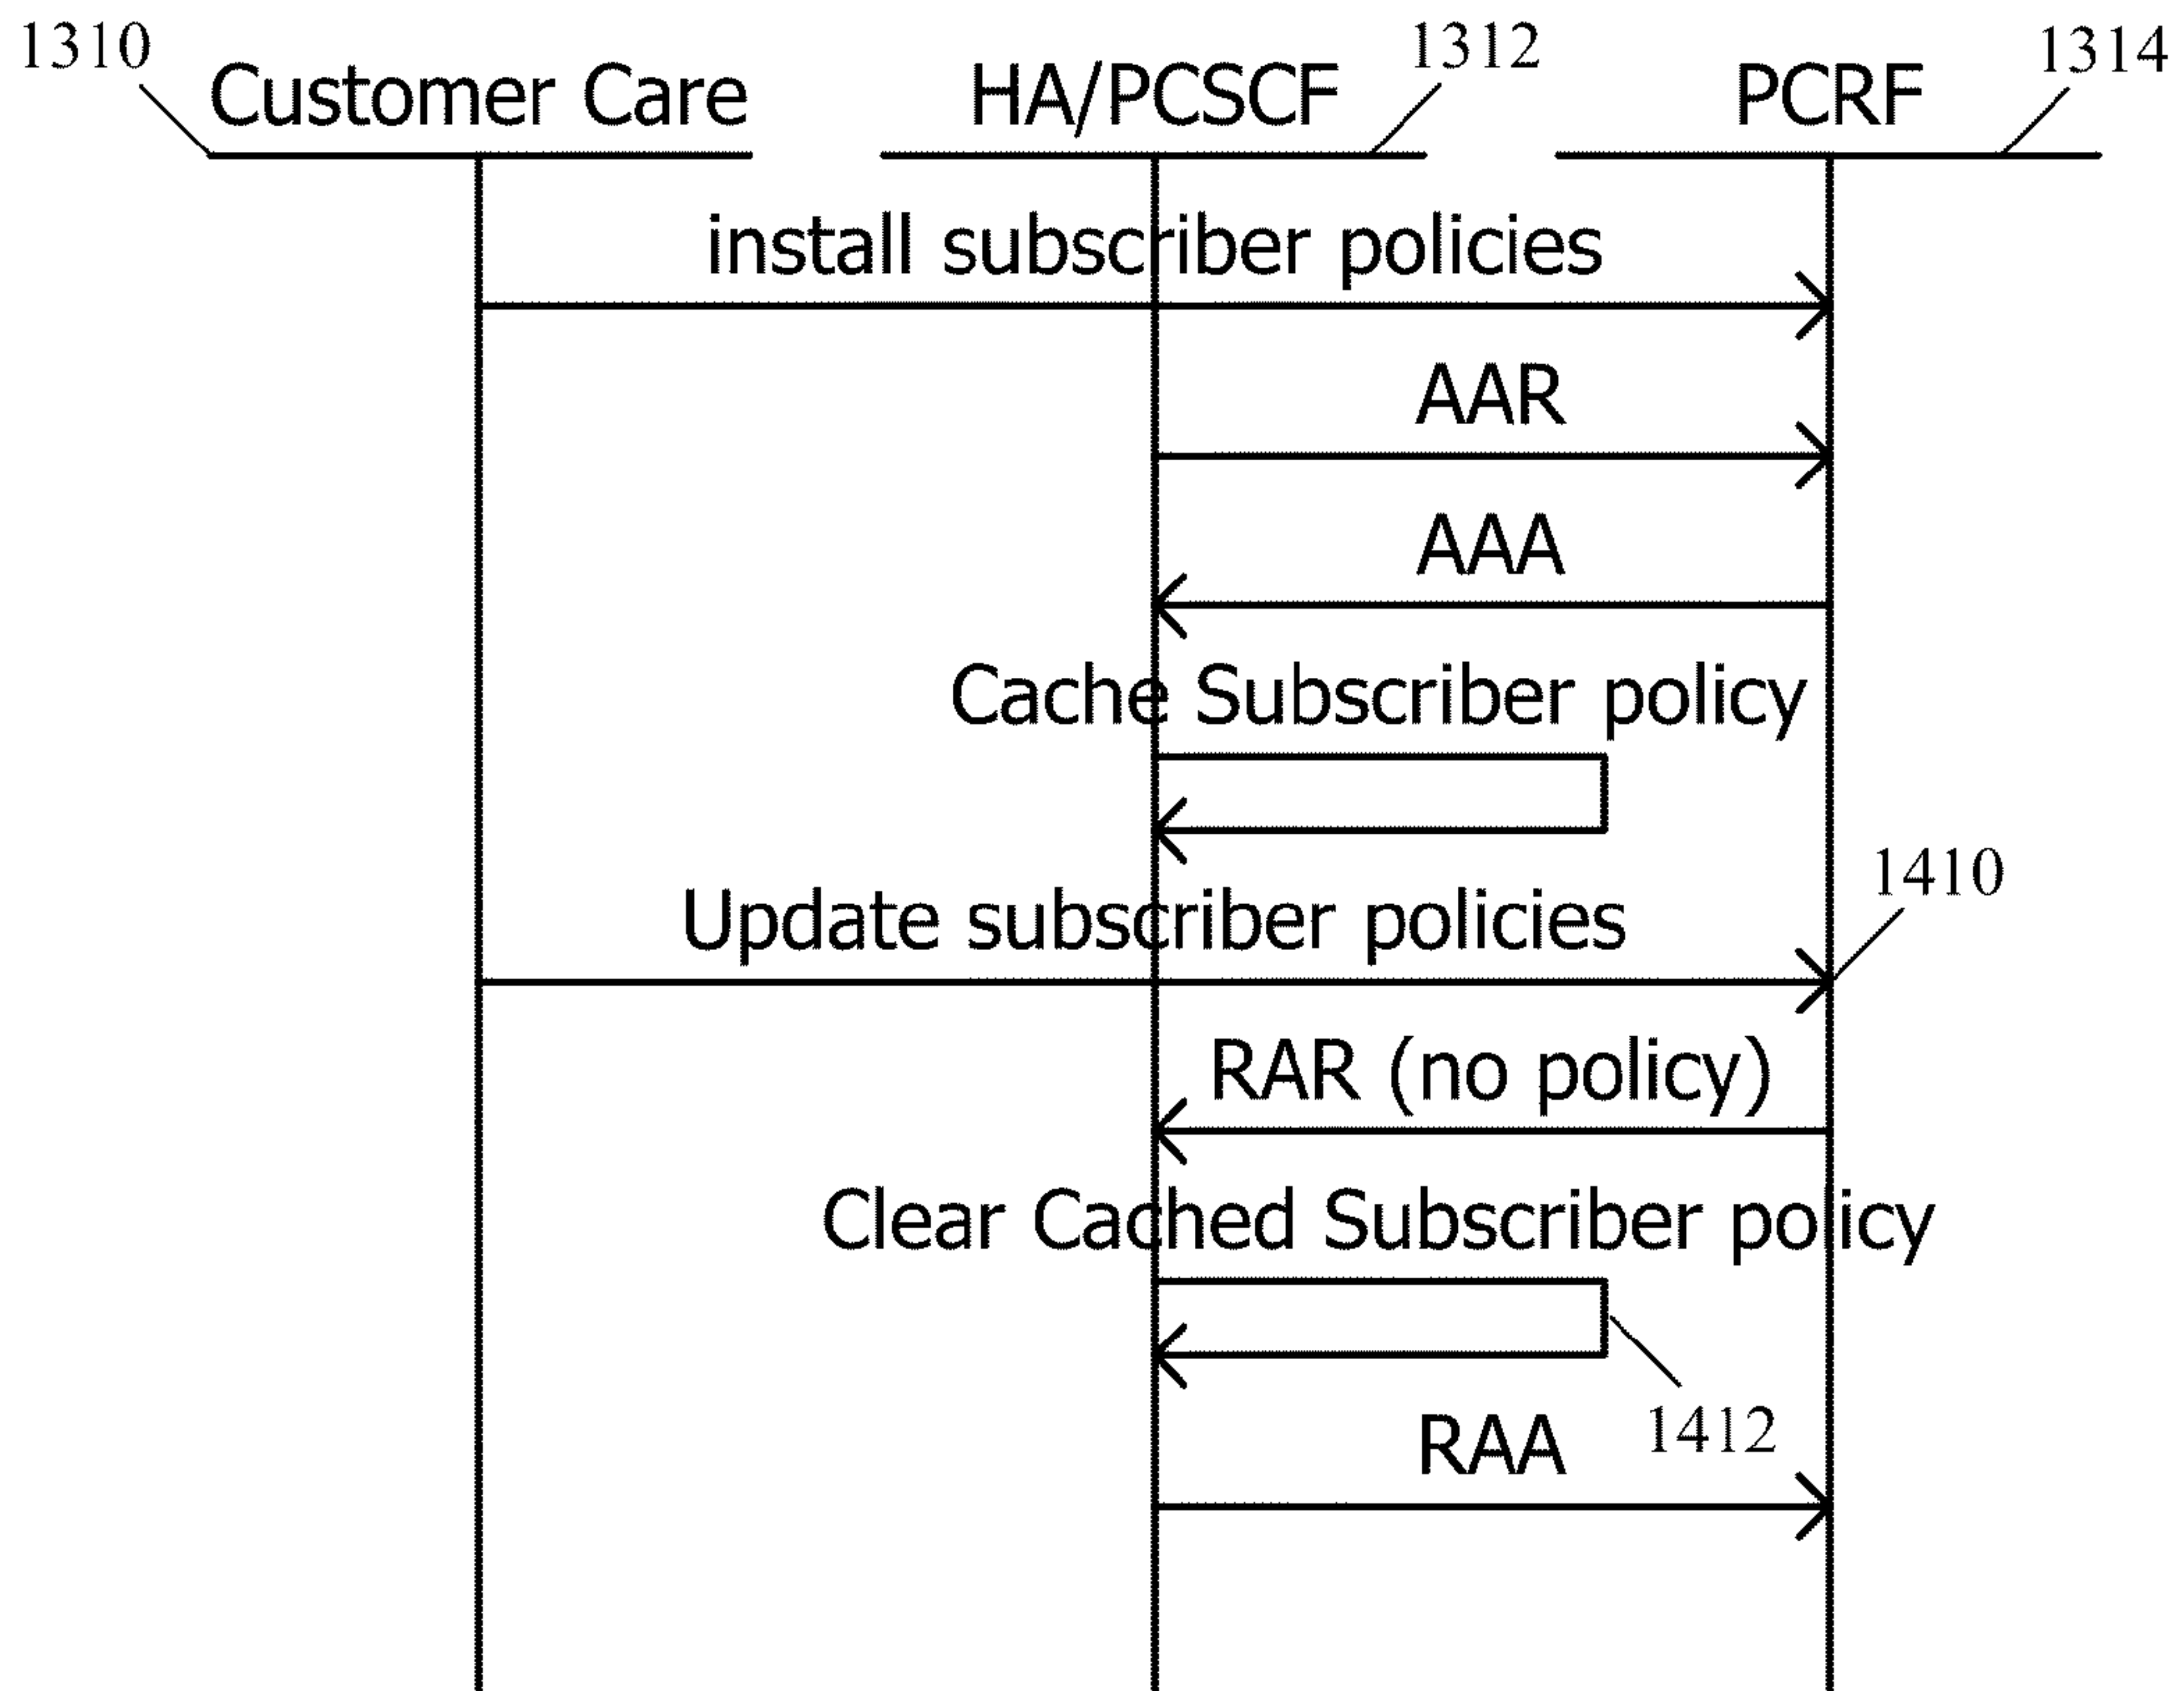 1310 Customer Care HA/PCSCF 1312 PCRF 1314
install subscriber policies
AAR
AAA
Cache Subscriber policy
1410
Update subscriber policies
RAR (no policy)
Clear Cached Subscriber policy
1412
RAA